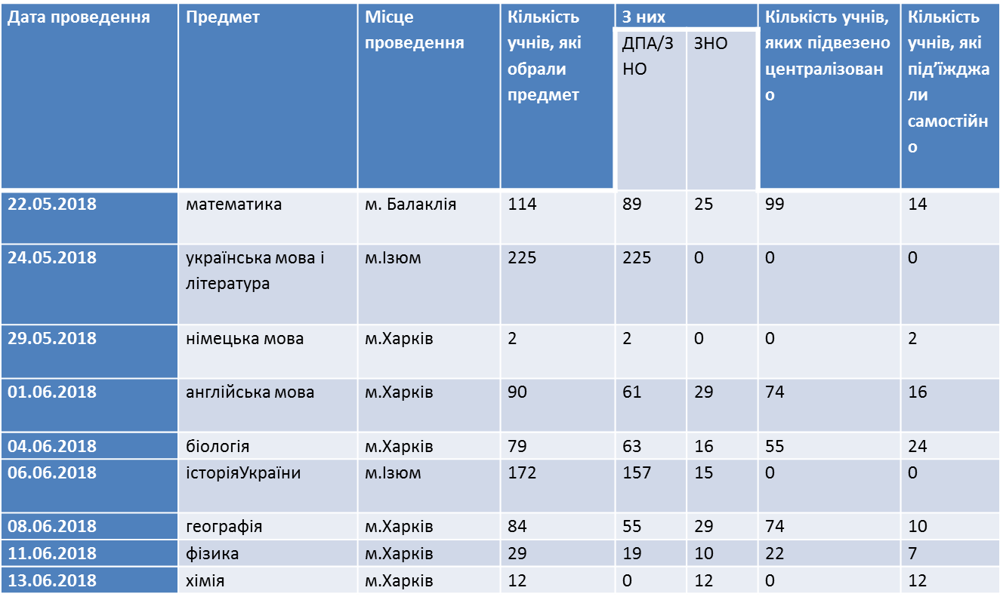 Дата проведення Предмет Місце проведення Кількість учнів, які обрали предмет З них Кількість учнів, яких підвезено централізован о Кількість учнів, які під’їжджа ли самостійн о
ДПА/З НО ЗНО
22.05.2018 математика м. Балаклія 114 89 25 99 14
24.05.2018 українська мова і література м.Ізюм 225 225 0 0 0
29.05.2018 німецька мова м.Харків 2 2 0 0 2
01.06.2018 англійська мова м.Харків 90 61 29 74 16
04.06.2018 біологія м.Харків 79 63 16 55 24
06.06.2018 історіяУкраїни м.Ізюм 172 157 15 0 0
08.06.2018 географія м.Харків 84 55 29 74 10
11.06.2018 фізика м.Харків 29 19 10 22 7
13.06.2018 хімія м.Харків 12 0 12 0 12